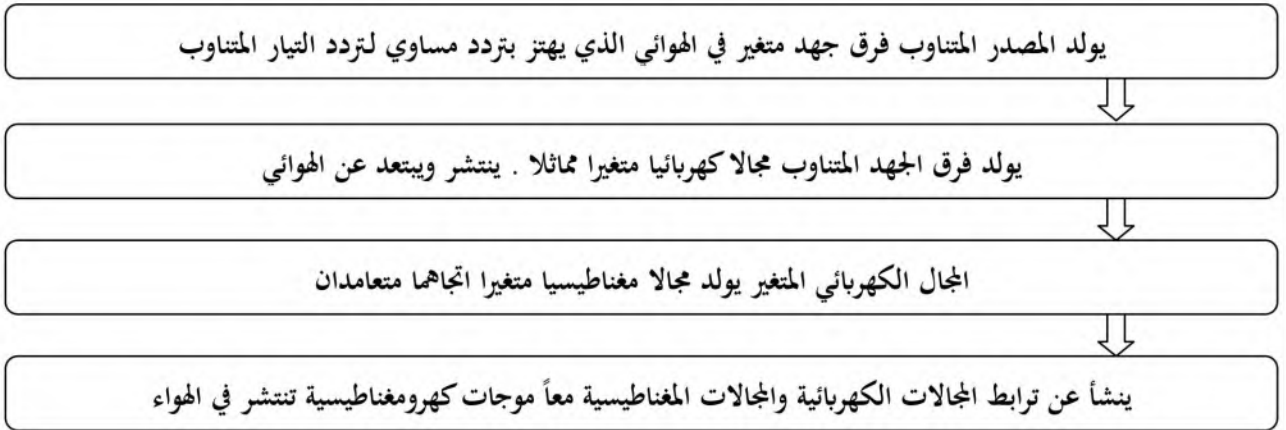 يولد المصدر المتناوب فرق جهد متغير في الهوائي الذي يهتز بتردد مساوي لتردد التيار المتناوب
يولد فرق الجهد المتناوب مجالا كهربائيا متغيرا مماثلا . ينتشر ويبتعد عن الهوائي
المجال الكهربائي المتغير يولد مجالا مغناطيسيا متغيرا اتجاهما متعامدان
ينشأ عن ترابط المجالات الكهربائية والمجالات المغناطيسية معاً موجات كهرومغناطيسية تنتشر في الهواء